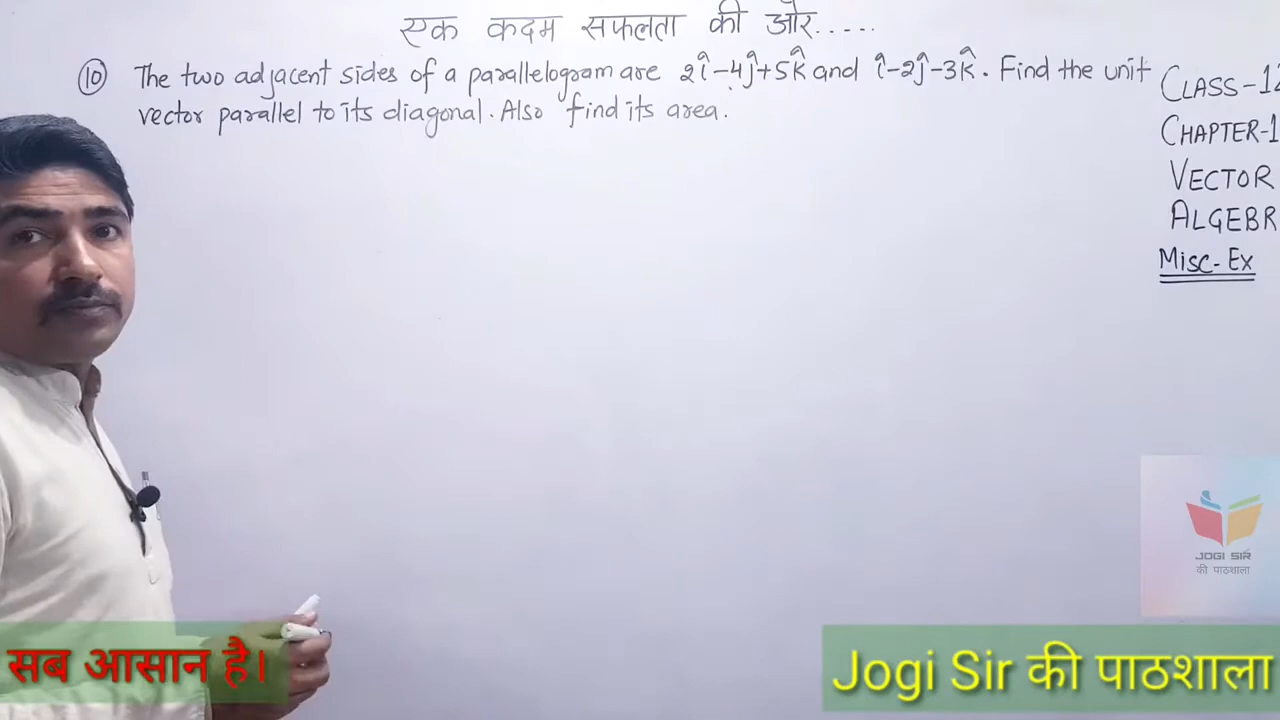 एक कदम सफलता की ओर.....
(10) The two adjacent sides of a parallelogram are 2î-4ĵ+5k̂ and î-2ĵ-3k̂. Find the unit
vector parallel to its diagonal. Also find its area.
CLASS-12
CHAPTER-1
VECTOR
ALGEBR
Misc-Ex
JOGI SIR
की पाठशाला
सब आसान है।
Jogi Sir की पाठशाला